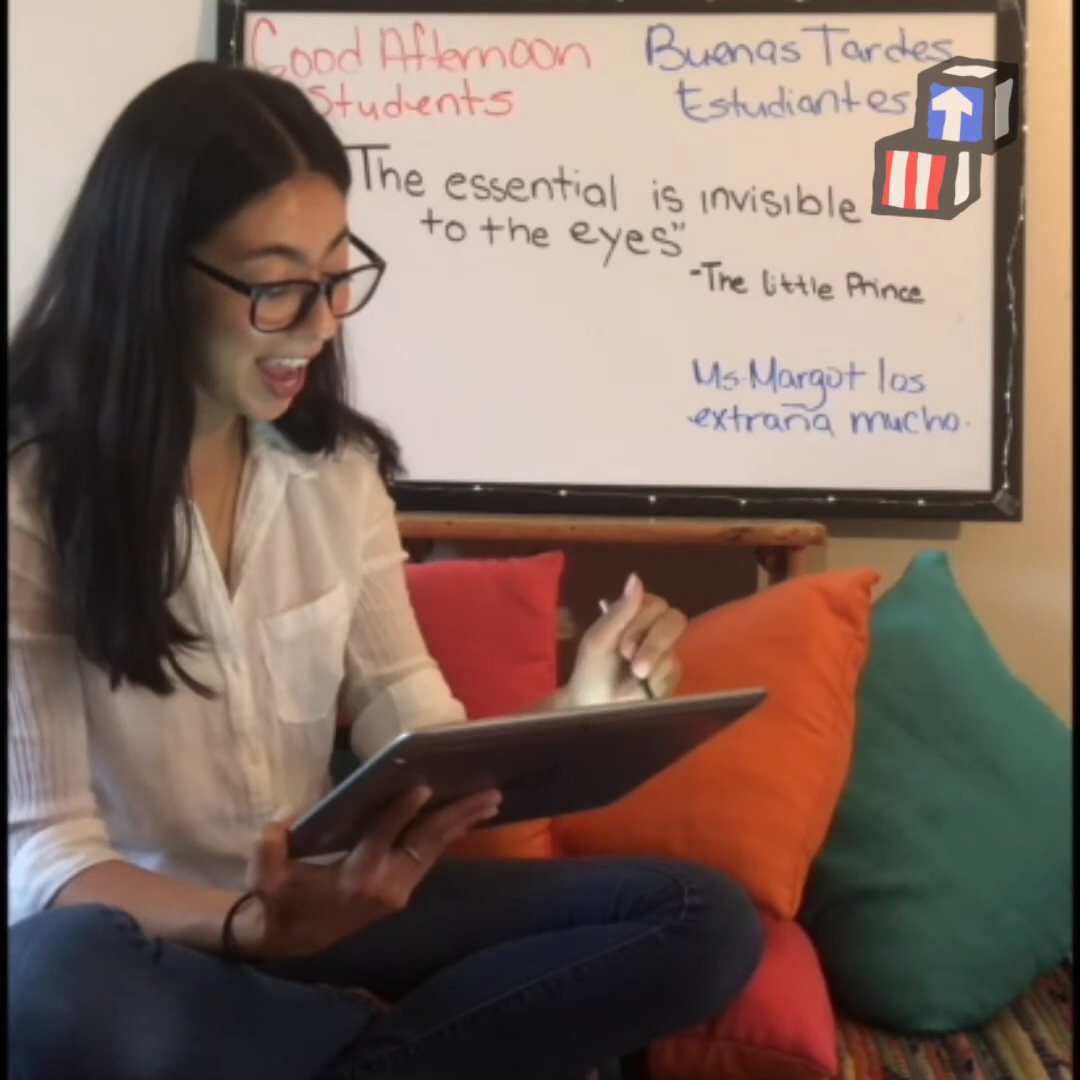 Good Afternoon
Students
Buenas Tardes
Estudiantes
"The essential is invisible
to the eyes"
-The little Prince
Ms. Margot los
extraña mucho.